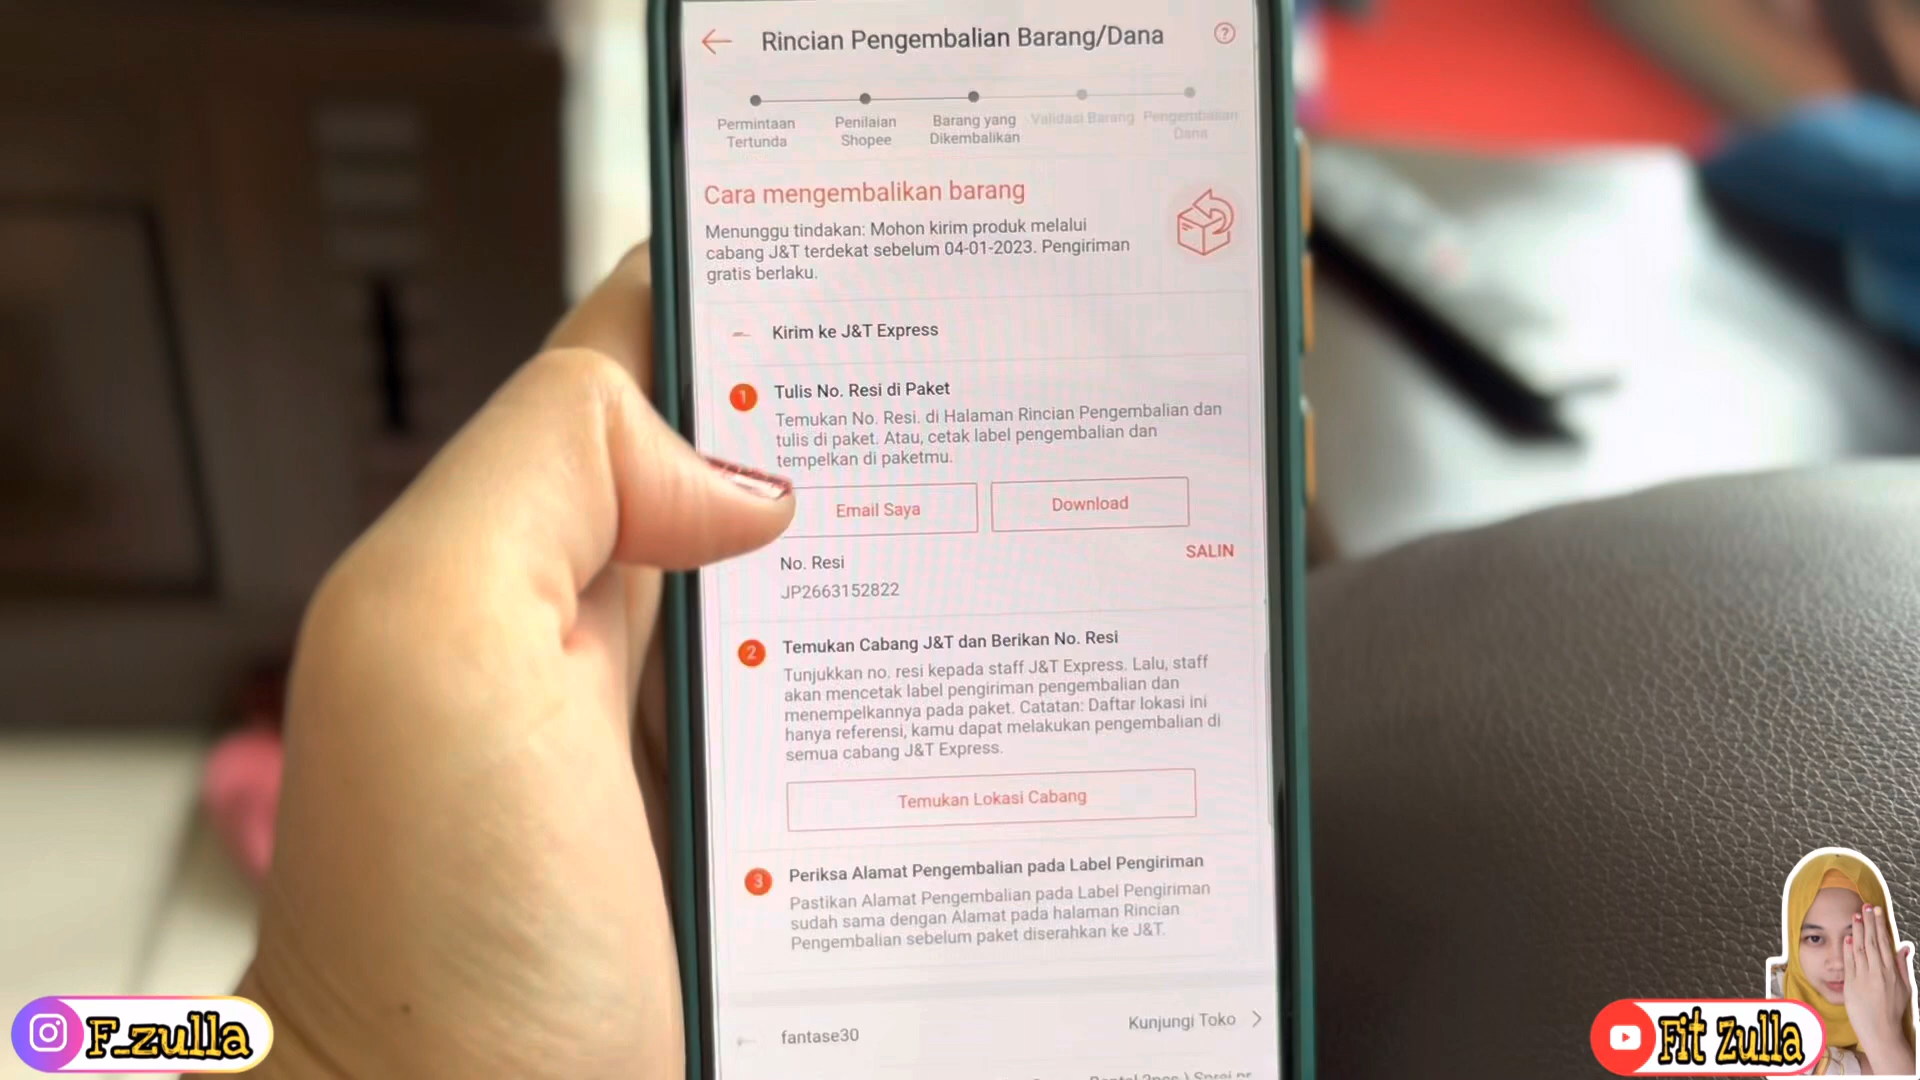 Rincian Pengembalian Barang/Dana
?
Permintaan Tertunda
Penilaian Shopee
Barang yang Dikembalikan
Validasi Barang
Pengembalian Dana
Cara mengembalikan barang
Menunggu tindakan: Mohon kirim produk melalui
cabang J&T terdekat sebelum 04-01-2023. Pengiriman
gratis berlaku.
Kirim ke J&T Express
1
Tulis No. Resi di Paket
Temukan No. Resi. di Halaman Rincian Pengembalian dan
tulis di paket. Atau, cetak label pengembalian dan
tempelkan di paketmu.
Email Saya
Download
No. Resi
SALIN
JP2663152822
2
Temukan Cabang J&T dan Berikan No. Resi
Tunjukkan no. resi kepada staff J&T Express. Lalu, staff
akan mencetak label pengiriman pengembalian dan
menempelkannya pada paket. Catatan: Daftar lokasi ini
hanya referensi, kamu dapat melakukan pengembalian di
semua cabang J&T Express.
Temukan Lokasi Cabang
3
Periksa Alamat Pengembalian pada Label Pengiriman
Pastikan Alamat Pengembalian pada Label Pengiriman
sudah sama dengan Alamat pada halaman Rincian
Pengembalian sebelum paket diserahkan ke J&T.
fantase30
Kunjungi Toko
F_zulla
Fit Zulla